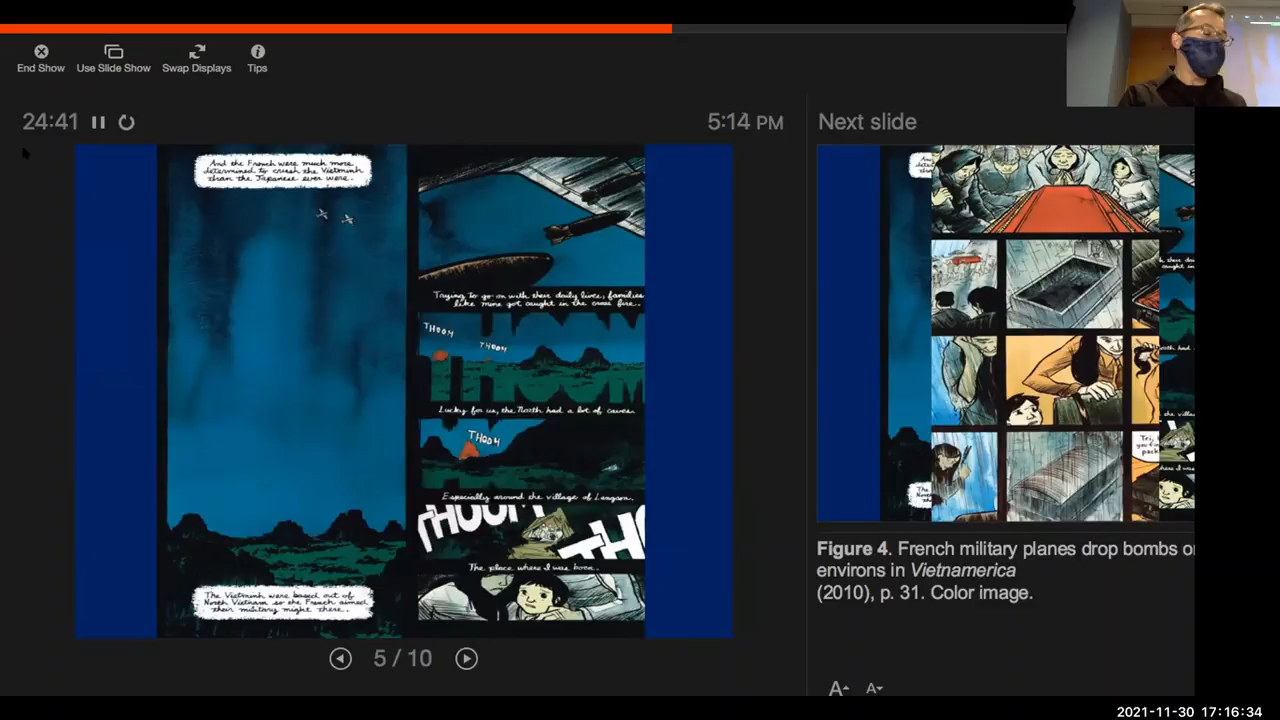 End Show
Use Slide Show
Swap Displays
Tips
24:41
5:14 PM
Next slide
And the French were much more
determined to crush the Vietminh
than the Japanese ever were..
The Vietminh were based out of
North Vietnam so the French aimed
their military might there..
Trying to go on with their daily lives, families
like mine got caught in the cross fire..
THOOM
THOOM
THOOM
Lucky for us, the North had a lot of caves.
THOOM
Especially around the village of Langson.
THOOM
THO
The place where I was born..
5 / 10
Tri,
Figure 4. French military planes drop bombs o
environs in Vietnamerica
(2010), p. 31. Color image.
A
A
2021-11-30 17:16:34